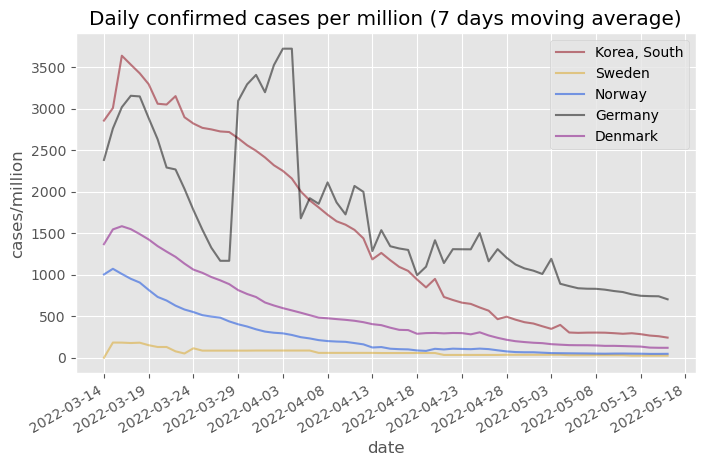 Daily confirmed cases per million (7 days moving average)
cases/million
3500
3000
2500
2000
1500
1000
500
0
Korea, South
Sweden
Norway
Germany
Denmark
2022-03-14
2022-03-19
2022-03-24
2022-03-29
2022-04-03
2022-04-08
2022-04-13
2022-04-18
2022-04-23
2022-04-28
2022-05-03
2022-05-08
2022-05-13
2022-05-18
date